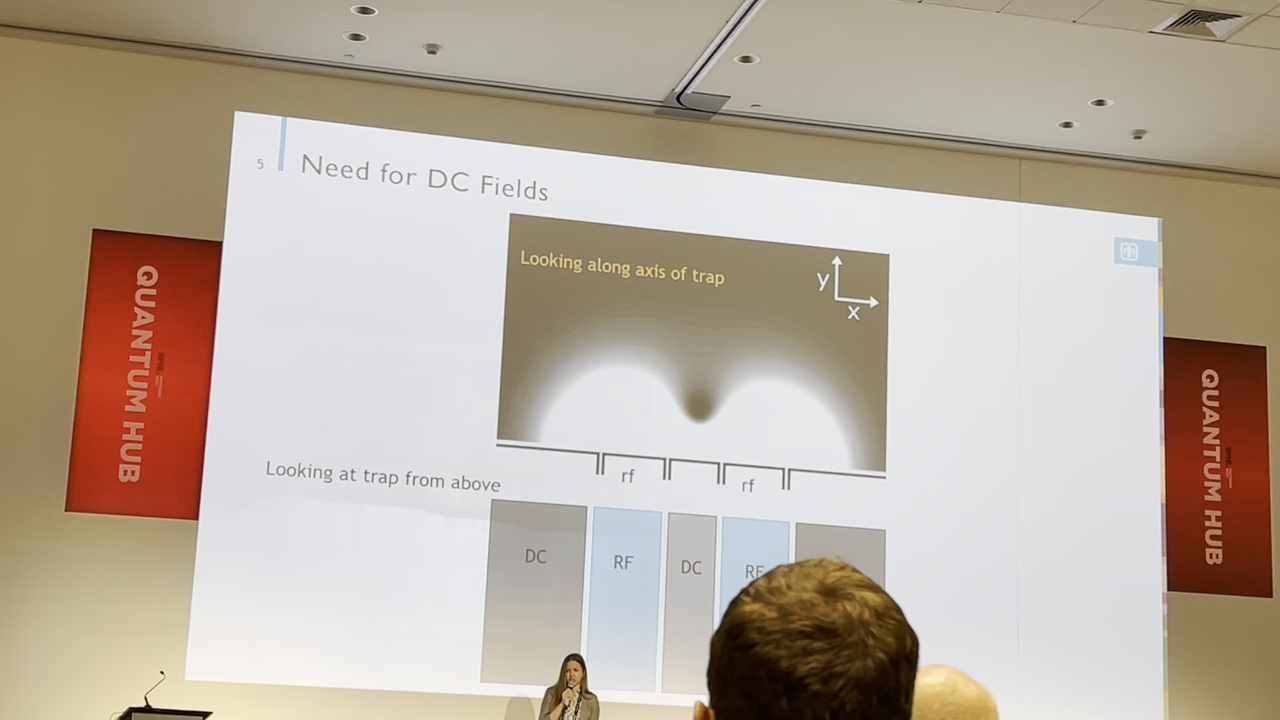 5
Need for DC Fields
Looking along axis of trap
y
x
rf
rf
Looking at trap from above
DC
RF
DC
RF
QUANTUM HUB
QUANTUM HUB